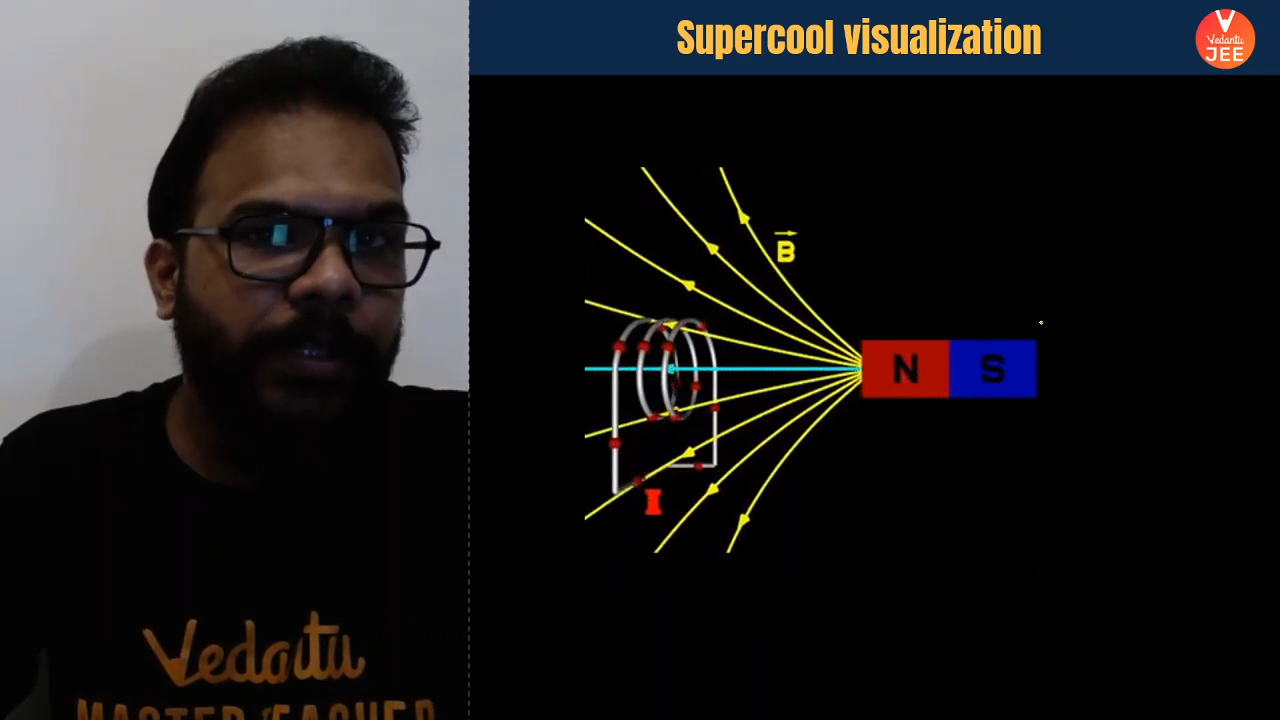 Supercool visualization
Vedantu
JEE
B
N S
I
Vedantu
MASTER TEACHER